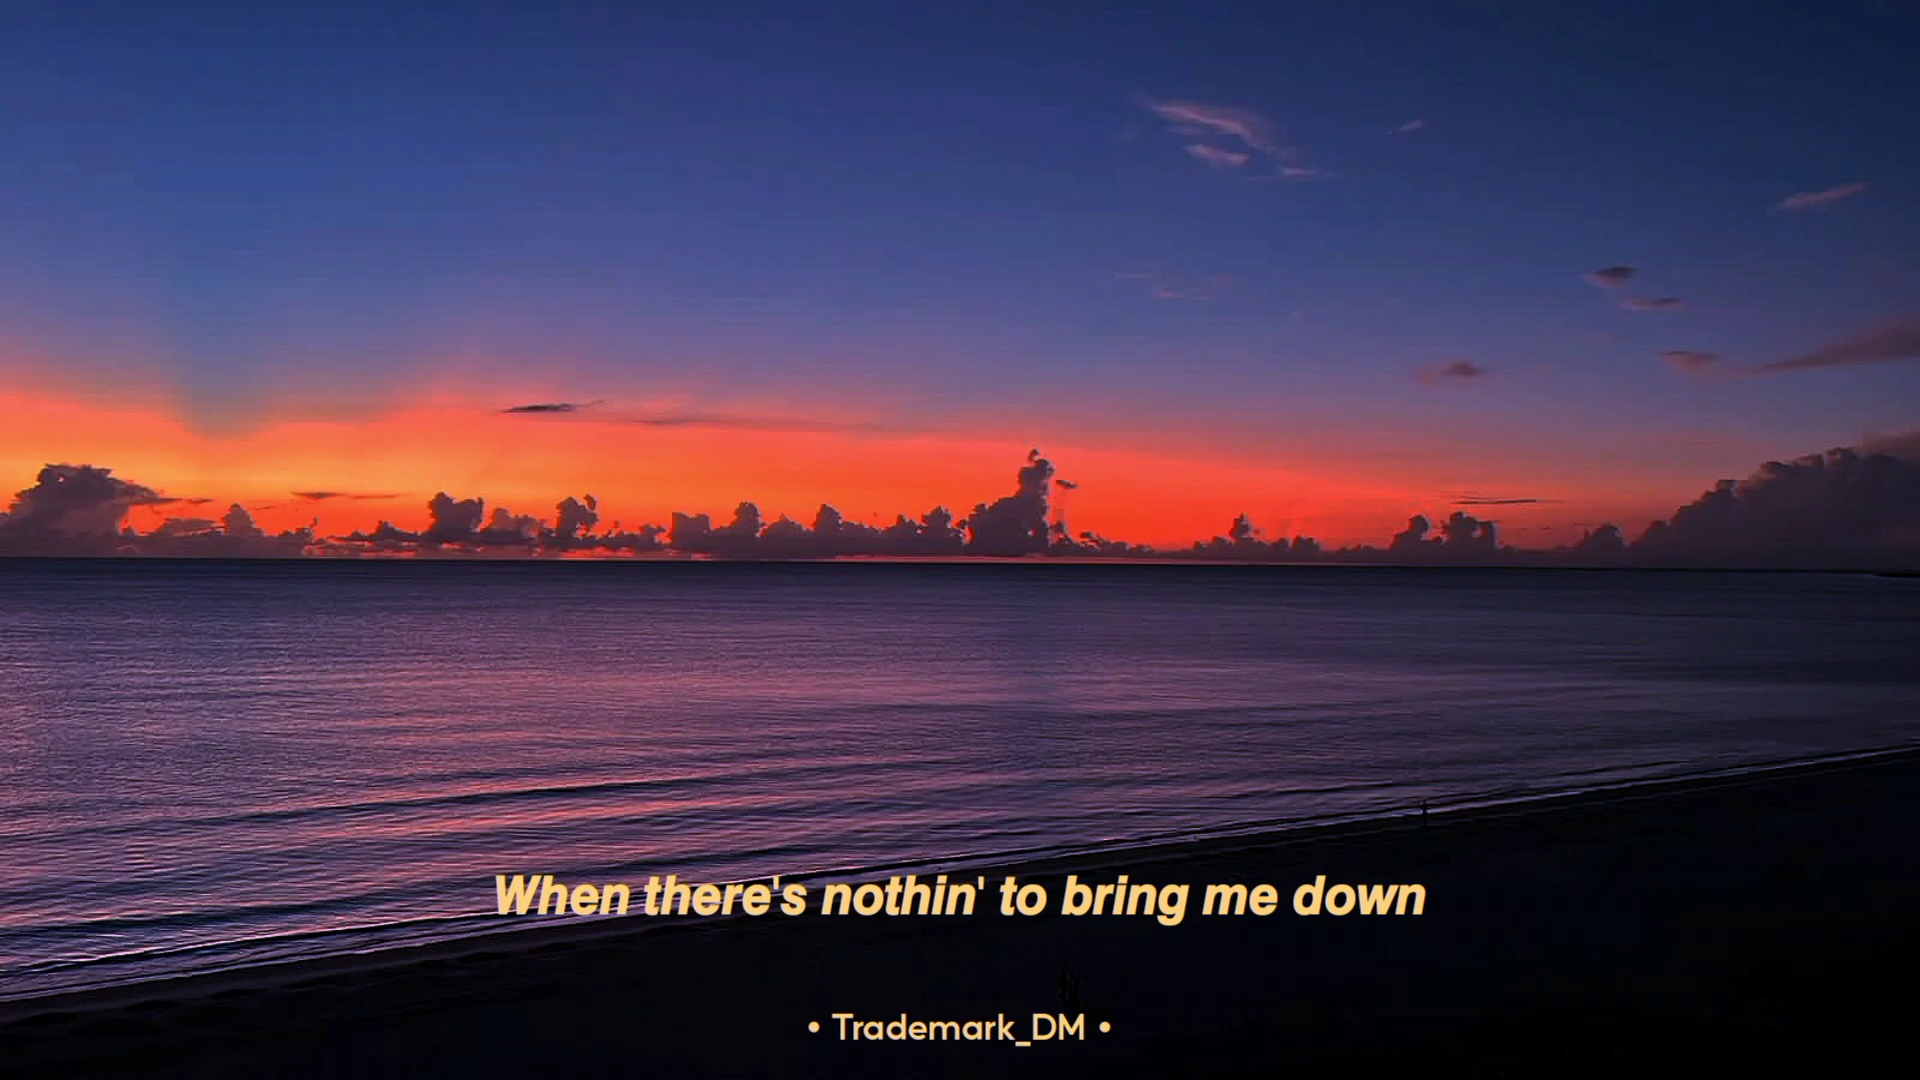 When there's nothin' to bring me down
• Trademark_DM •